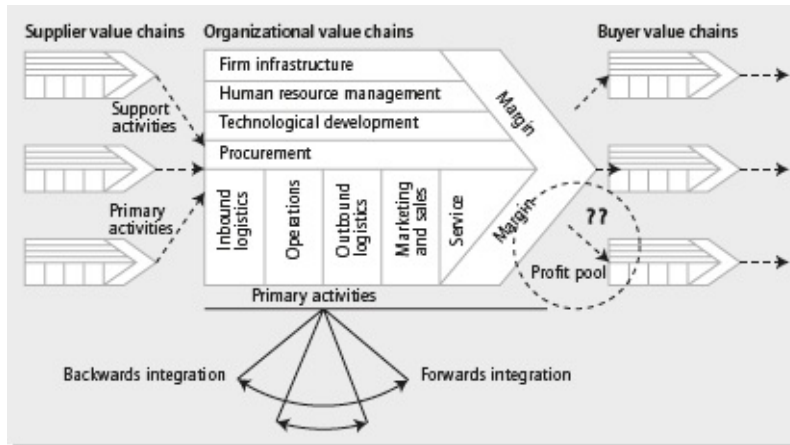 Supplier value chains
Organizational value chains
Buyer value chains
Firm infrastructure
Human resource management
Technological development
Procurement
Support
activities
Primary
activities
Inbound
logistics
Operations
Outbound
logistics
Marketing
and sales
Service
Margin
Margin
??
Profit pool
Primary activities
Backwards integration
Forwards integration